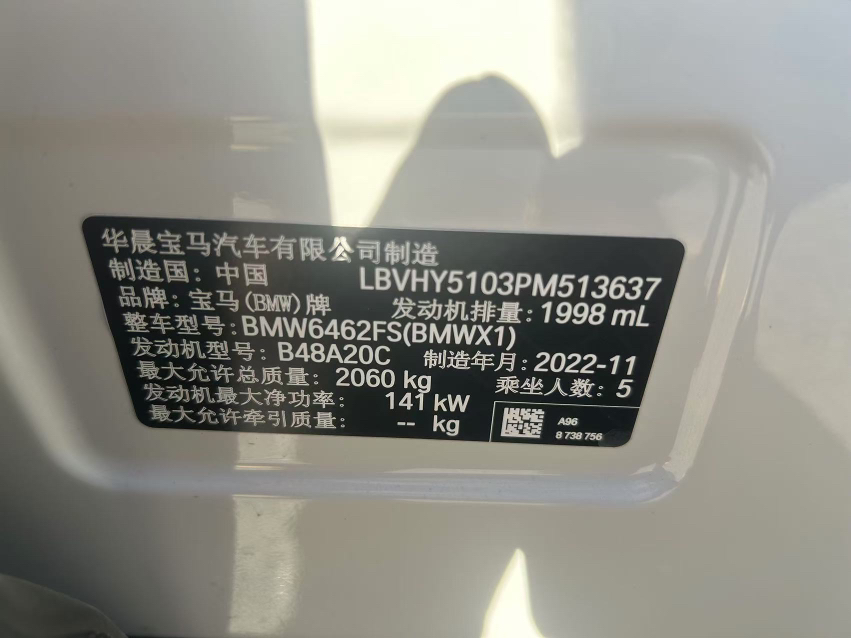 华晨宝马汽车有限公司制造
制造国: 中国 LBVHY5103PM513637
品牌: 宝马(BMW)牌 发动机排量: 1998 mL
整车型号: BMW6462FS(BMWX1)
发动机型号: B48A20C 制造年月: 2022-11
最大允许总质量: 2060 kg 乘坐人数: 5
发动机最大净功率: 141 kW
最大允许牵引质量: -- kg
A96
8 738 756